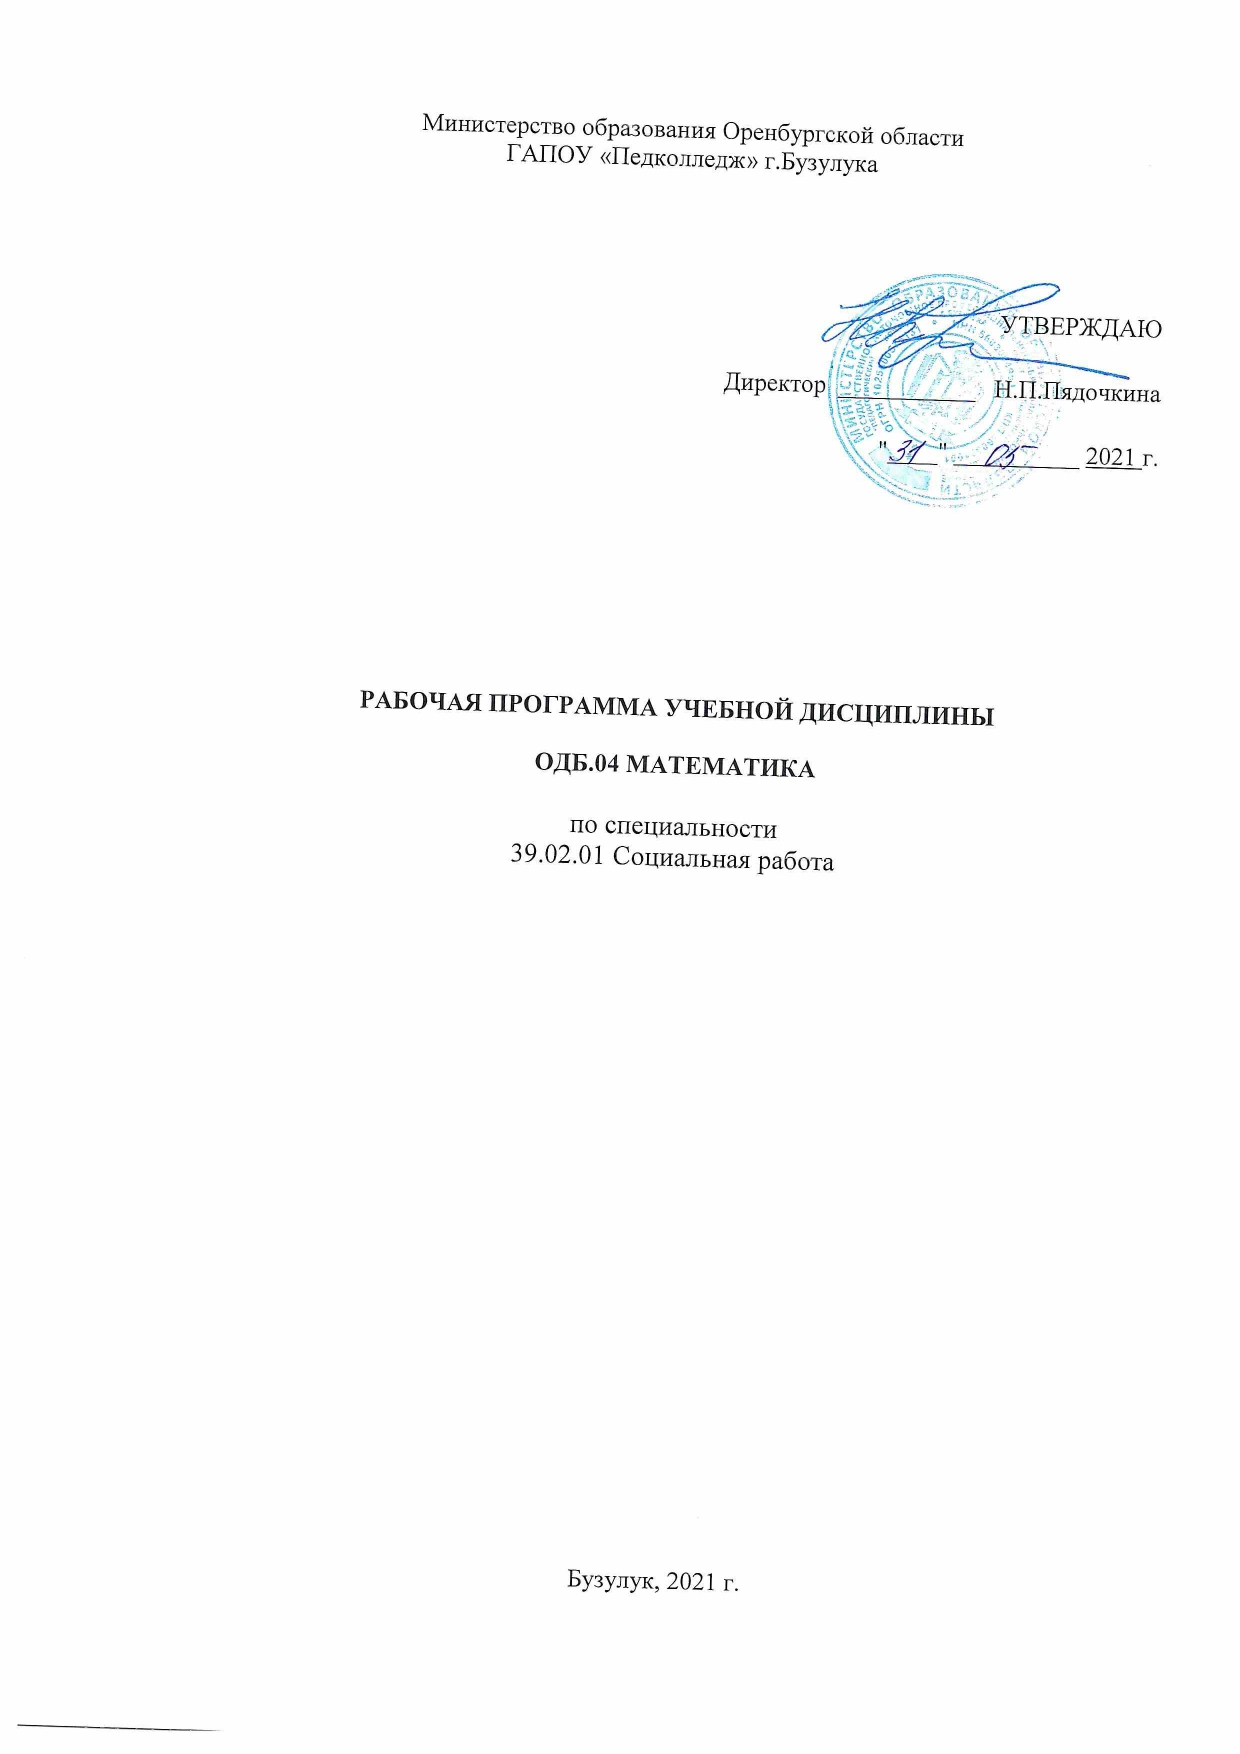 Министерство образования Оренбургской области
ГАПОУ «Педколледж» г.Бузулука
УТВЕРЖДАЮ
Директор ___________ Н.П.Пядочкина
"31" 05 2021 г.
РАБОЧАЯ ПРОГРАММА УЧЕБНОЙ ДИСЦИПЛИНЫ
ОДБ.04 МАТЕМАТИКА
по специальности
39.02.01 Социальная работа
Бузулук, 2021 г.